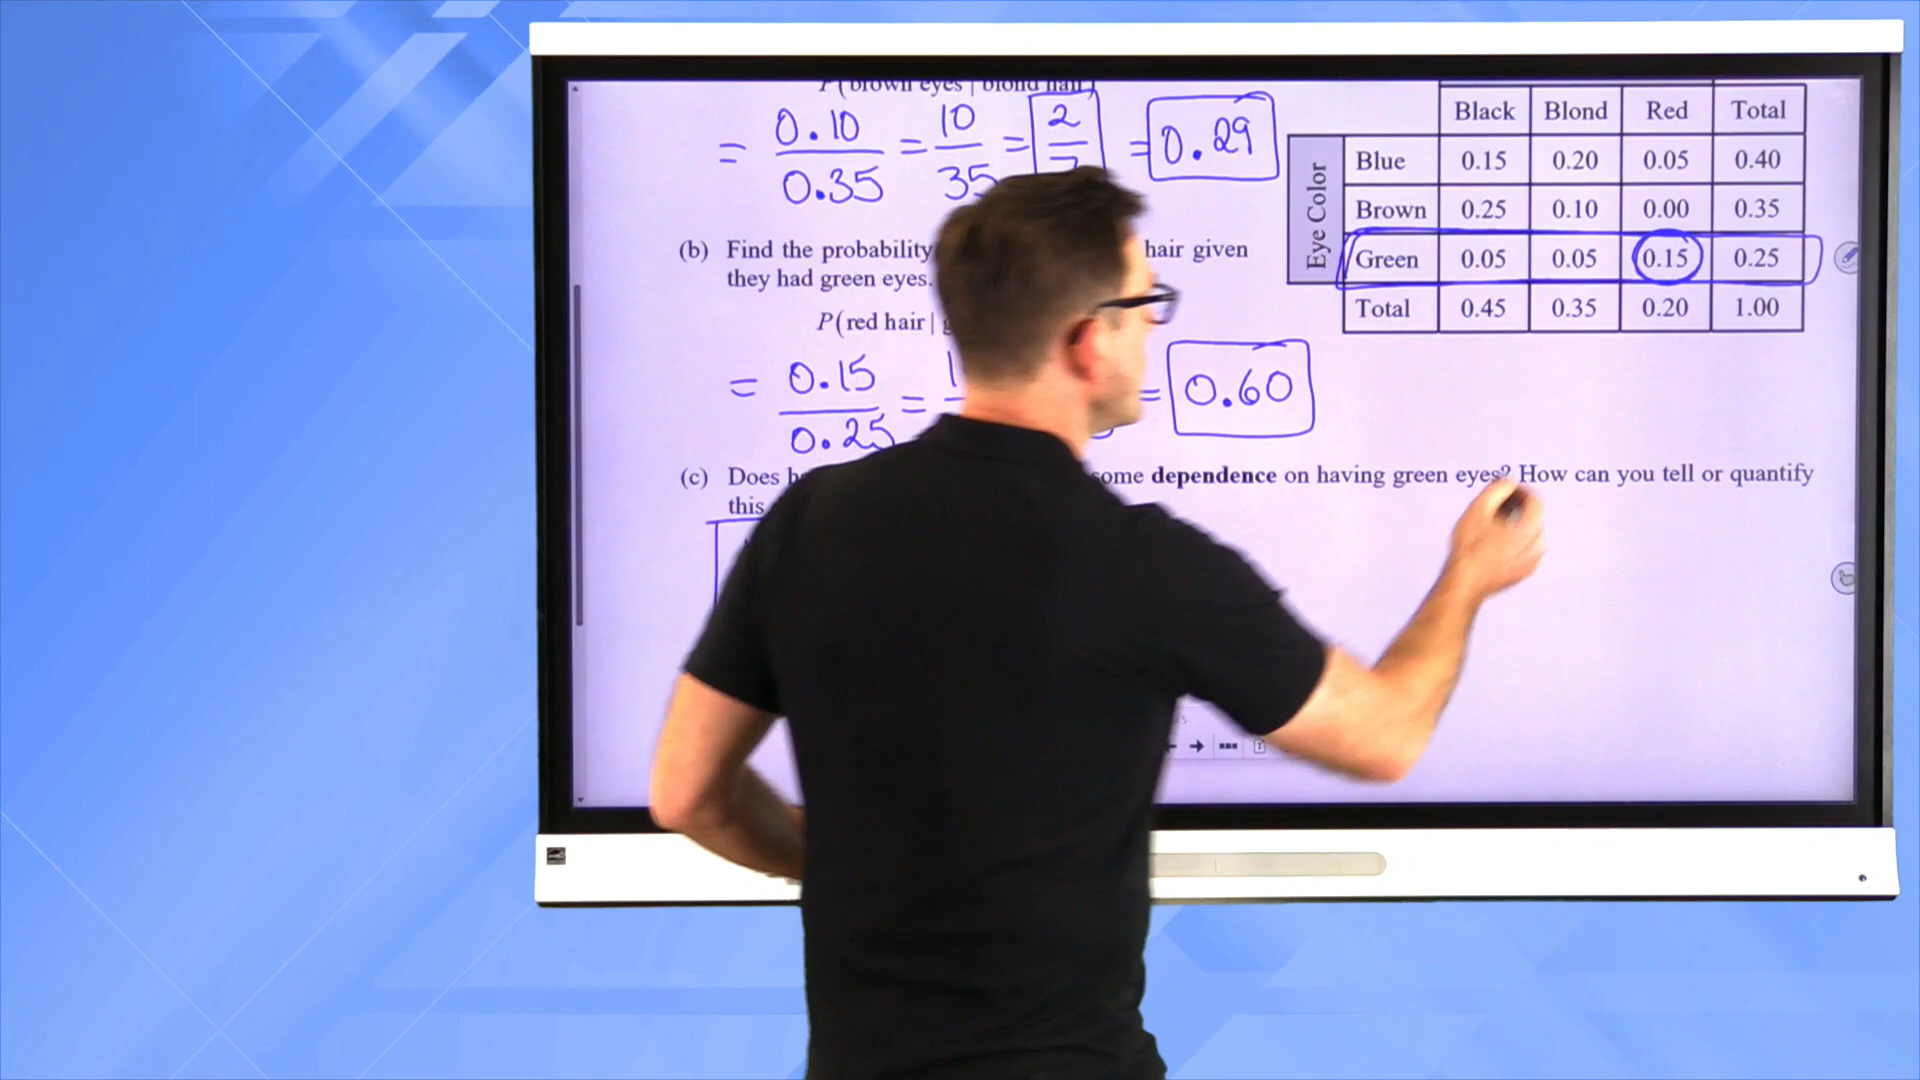 P(brown eyes | blond hair)
= 0.10 / 0.35 = 10 / 35 = 2 / 7 = 0.29
(b) Find the probability hair given
they had green eyes.
P(red hair |
= 0.15 / 0.25 = = 0.60
(c) Does some dependence on having green eyes? How can you tell or quantify
this
Black Blond Red Total
Eye Color
Blue 0.15 0.20 0.05 0.40
Brown 0.25 0.10 0.00 0.35
Green 0.05 0.05 0.15 0.25
Total 0.45 0.35 0.20 1.00